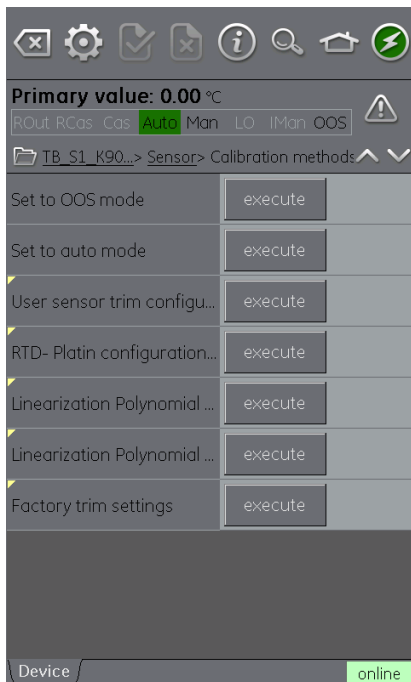 Primary value: 0.00 °C
ROut RCas Cas Auto Man LO IMan OOS
TB_S1_K90...> Sensor> Calibration methods
Set to OOS mode execute
Set to auto mode execute
User sensor trim configu... execute
RTD- Platin configuration... execute
Linearization Polynomial ... execute
Linearization Polynomial ... execute
Factory trim settings execute
Device online